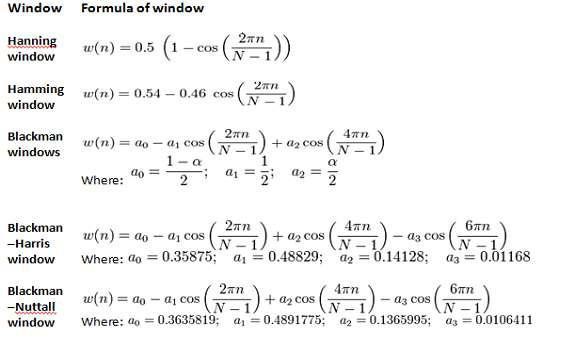 Window Formula of window
Hanning window w(n) = 0.5 (1 − cos (2πn / (N − 1)))
Hamming window w(n) = 0.54 − 0.46 cos (2πn / (N − 1))
Blackman windows w(n) = a₀ − a₁ cos (2πn / (N − 1)) + a₂ cos (4πn / (N − 1))
Where: a₀ = (1 − α) / 2; a₁ = 1 / 2; a₂ = α / 2
Blackman –Harris window w(n) = a₀ − a₁ cos (2πn / (N − 1)) + a₂ cos (4πn / (N − 1)) − a₃ cos (6πn / (N − 1))
Where: a₀ = 0.35875; a₁ = 0.48829; a₂ = 0.14128; a₃ = 0.01168
Blackman –Nuttall window w(n) = a₀ − a₁ cos (2πn / (N − 1)) + a₂ cos (4πn / (N − 1)) − a₃ cos (6πn / (N − 1))
Where: a₀ = 0.3635819; a₁ = 0.4891775; a₂ = 0.1365995; a₃ = 0.0106411